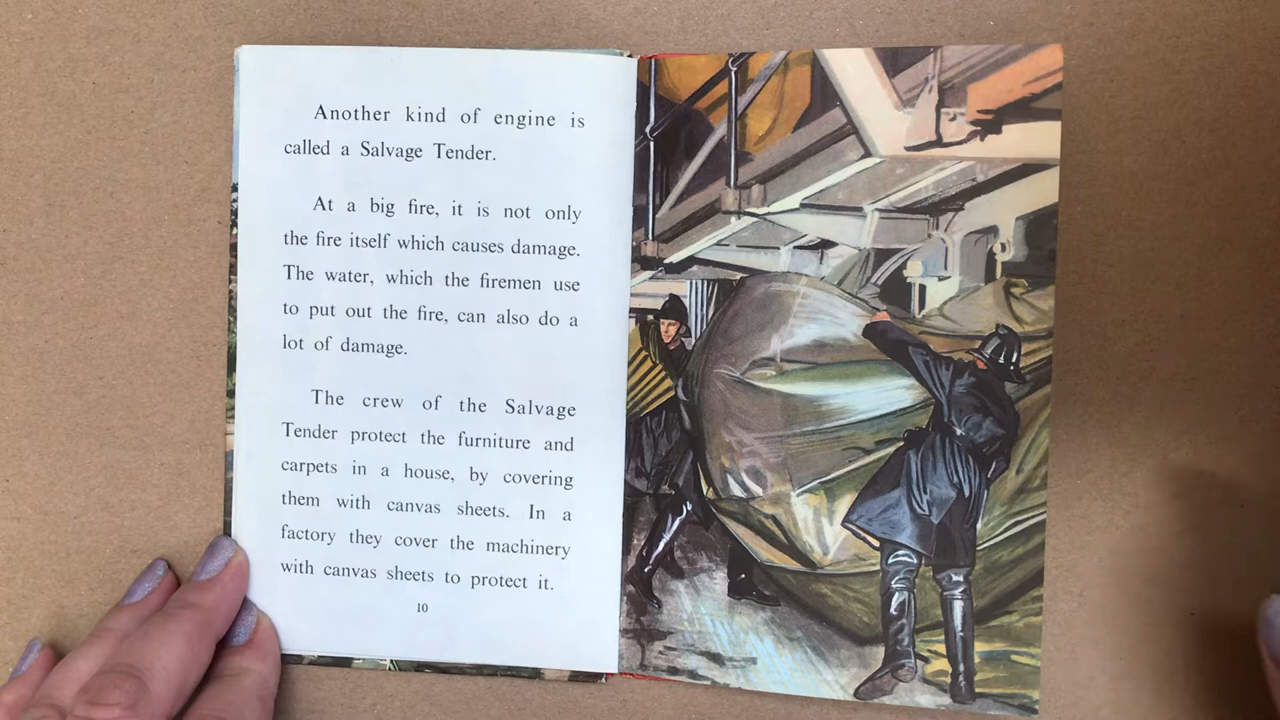 Another kind of engine is
called a Salvage Tender.
At a big fire, it is not only
the fire itself which causes damage.
The water, which the firemen use
to put out the fire, can also do a
lot of damage.
The crew of the Salvage
Tender protect the furniture and
carpets in a house, by covering
them with canvas sheets. In a
factory they cover the machinery
with canvas sheets to protect it.
10